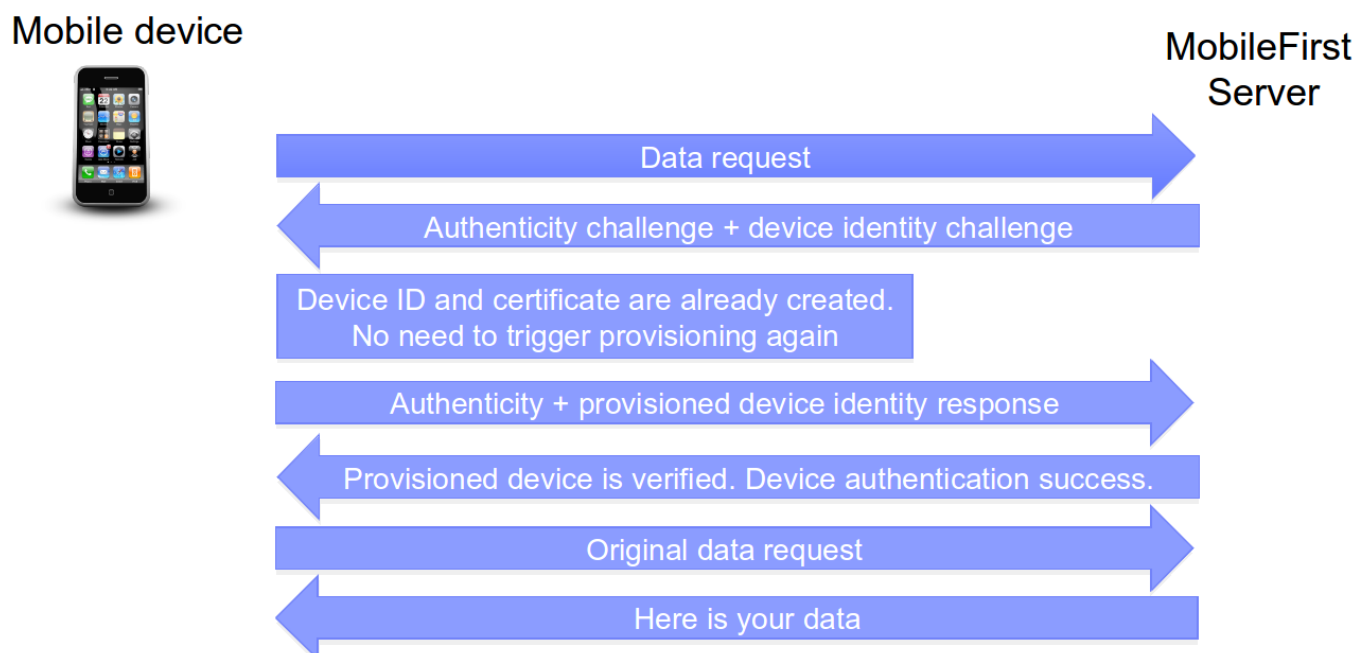 Mobile device
MobileFirst
Server
Data request
Authenticity challenge + device identity challenge
Device ID and certificate are already created.
No need to trigger provisioning again
Authenticity + provisioned device identity response
Provisioned device is verified. Device authentication success.
Original data request
Here is your data